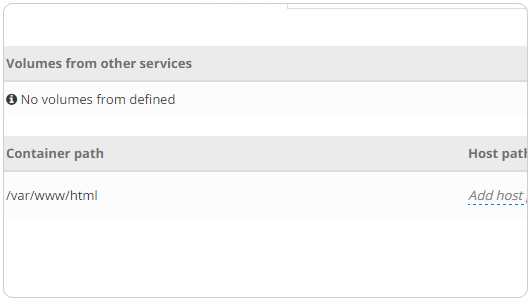 Volumes from other services
No volumes from defined
Container path Host path
/var/www/html Add host